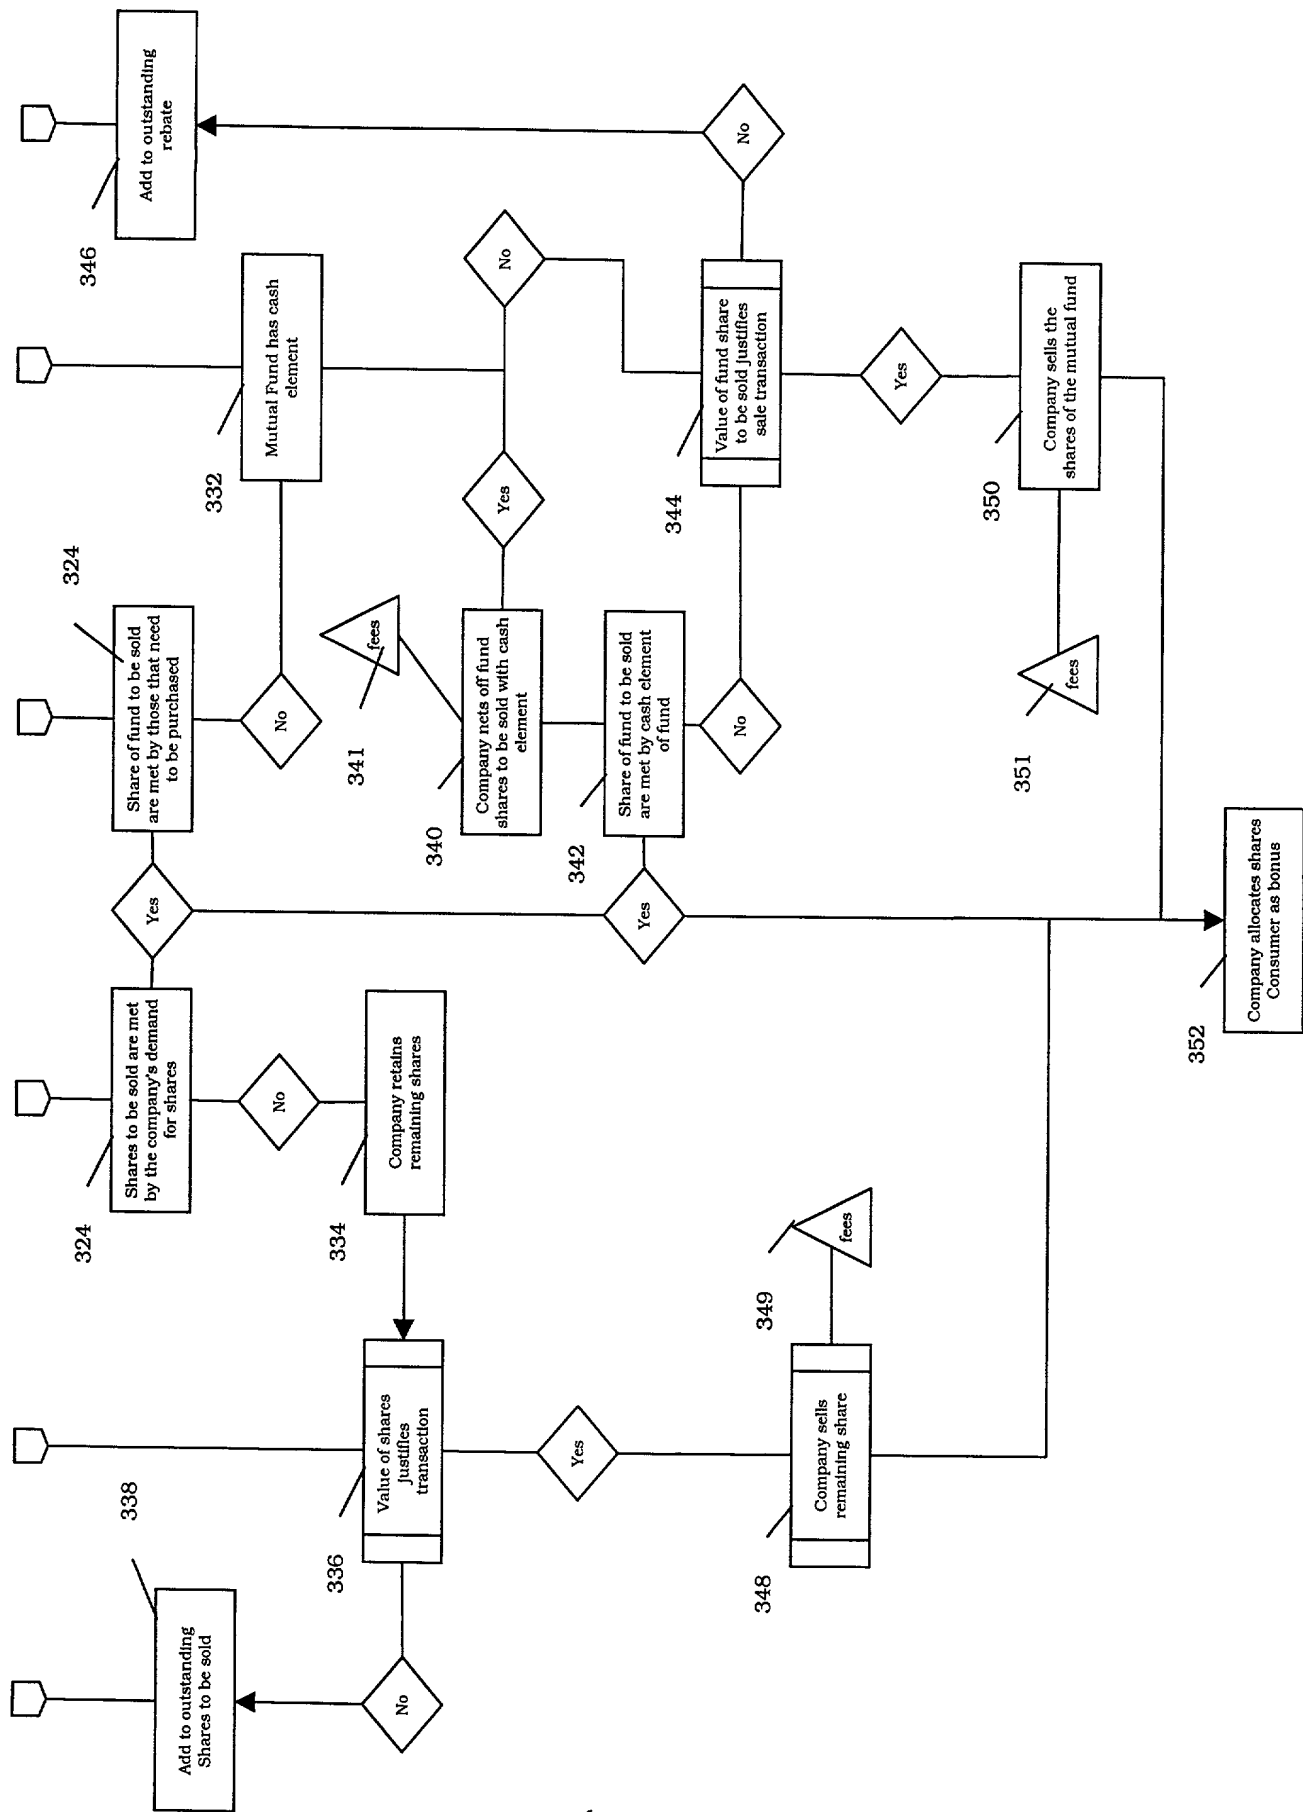 346
Add to outstanding
rebate
No
332
Mutual Fund has cash
element
No
324
Share of fund to be sold
are met by those that need
to be purchased
No
Yes
341
fees
340
Company nets off fund
shares to be sold with cash
element
344
Value of fund share
to be sold justifies
sale transaction
Yes
350
Company sells the
shares of the mutual fund
351
fees
342
Share of fund to be sold
are met by cash element
of fund
No
Yes
Yes
324
Shares to be sold are met
by the company's demand
for shares
No
334
Company retains
remaining shares
352
Company allocates shares
Consumer as bonus
349
fees
336
Value of shares
justifies
transaction
Yes
348
Company sells
remaining share
338
Add to outstanding
Shares to be sold
No